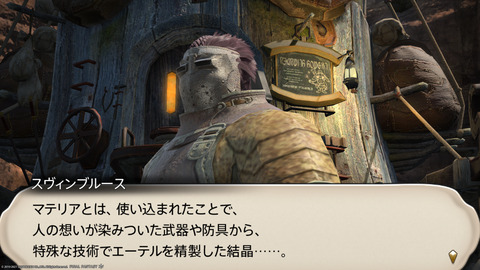 スヴィンブルース
マテリアとは、使い込まれたことで、
人の想いが染みついた武器や防具から、
特殊な技術でエーテルを精製した結晶……。